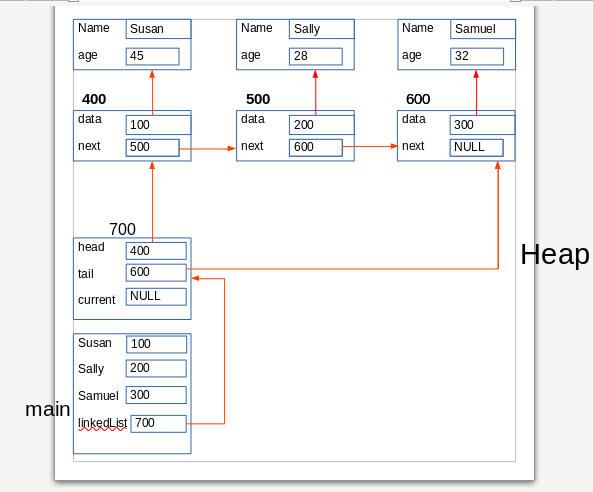 Name Susan Name Sally Name Samuel
age 45 age 28 age 32
400 500 600
data 100 data 200 data 300
next 500 next 600 next NULL
700
head 400
tail 600
current NULL
Heap
Susan 100
Sally 200
Samuel 300
main
linkedList 700